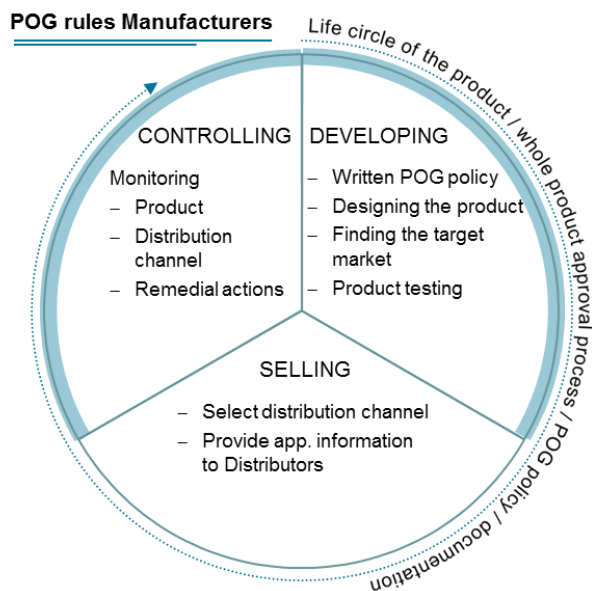 POG rules Manufacturers
Life circle of the product / whole product approval process / POG policy / documentation
CONTROLLING
Monitoring
– Product
– Distribution
channel
– Remedial actions
DEVELOPING
– Written POG policy
– Designing the product
– Finding the target
market
– Product testing
SELLING
– Select distribution channel
– Provide app. information
to Distributors